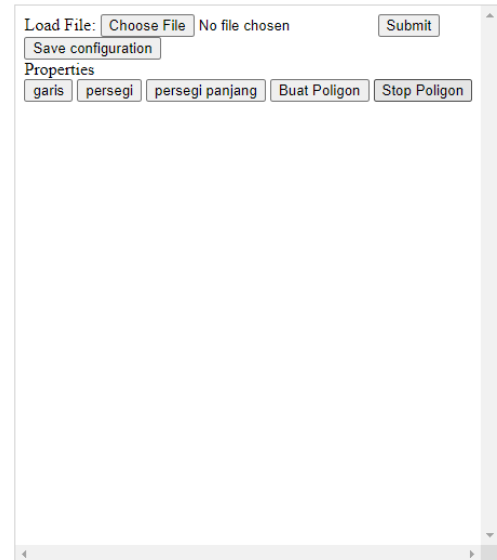 Load File: Choose File No file chosen Submit
Save configuration
Properties
garis persegi persegi panjang Buat Poligon Stop Poligon